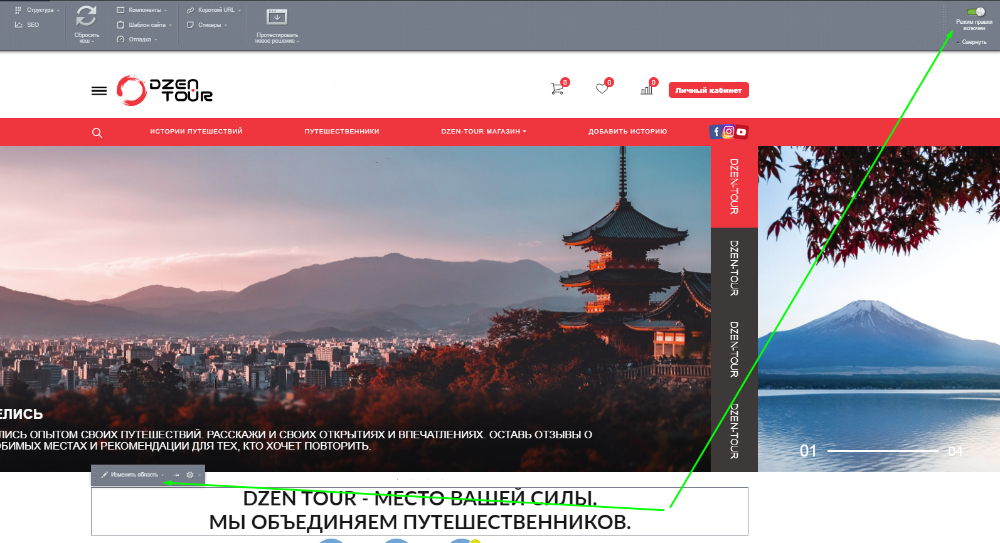 Структура
SEO
Сбросить
кеш
Компоненты
Шаблон сайта
Отладка
Короткий URL
Стикеры
Протестировать
новое решение
Режим правки
включен
Свернуть
DZEN
TOUR
0
0
0
Личный кабинет
ИСТОРИИ ПУТЕШЕСТВИЙ
ПУТЕШЕСТВЕННИКИ
DZEN-TOUR МАГАЗИН
ДОБАВИТЬ ИСТОРИЮ
DZEN-TOUR
DZEN-TOUR
DZEN-TOUR
DZEN-TOUR
ЕЛИСЬ
ЛИСЬ ОПЫТОМ СВОИХ ПУТЕШЕСТВИЙ. РАССКАЖИ И СВОИХ ОТКРЫТИЯХ И ВПЕЧАТЛЕНИЯХ. ОСТАВЬ ОТЗЫВЫ О
ОБИМЫХ МЕСТАХ И РЕКОМЕНДАЦИИ ДЛЯ ТЕХ, КТО ХОЧЕТ ПОВТОРИТЬ.
01
04
Изменить область
DZEN TOUR - МЕСТО ВАШЕЙ СИЛЫ.
МЫ ОБЪЕДИНЯЕМ ПУТЕШЕСТВЕННИКОВ.